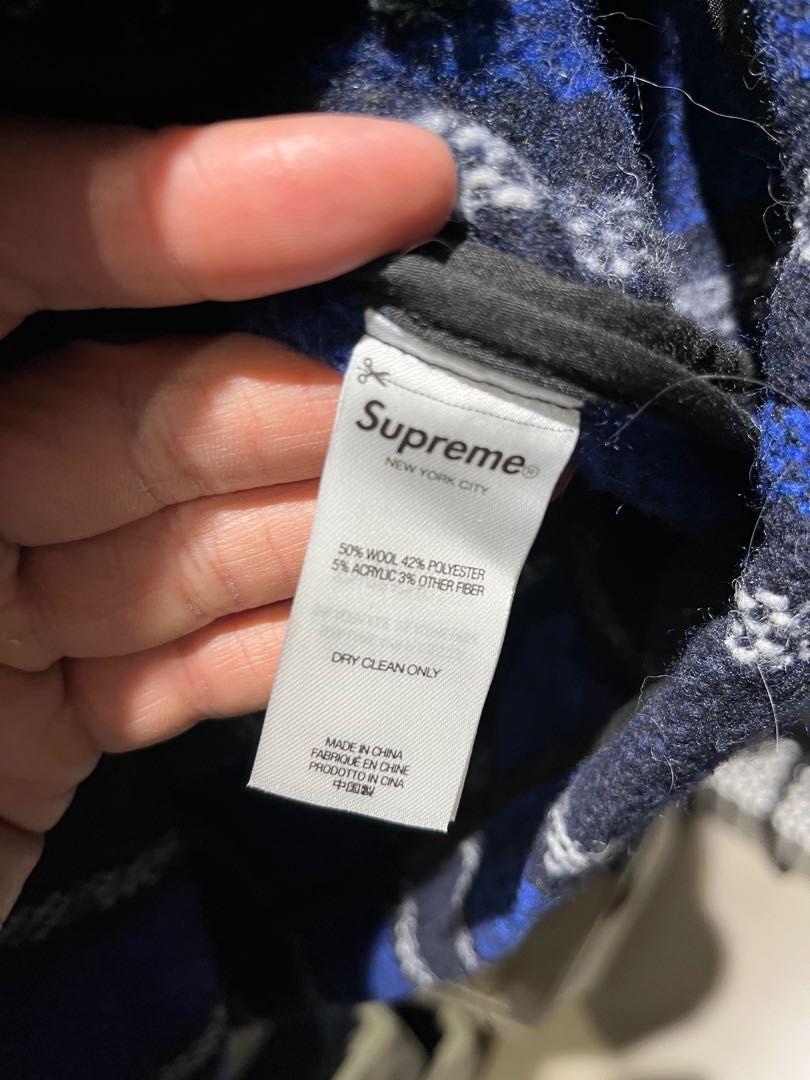 Supreme®
NEW YORK CITY
50% WOOL 42% POLYESTER
5% ACRYLIC 3% OTHER FIBER
DRY CLEAN ONLY
MADE IN CHINA
FABRIQUÉ EN CHINE
PRODOTTO IN CINA
中国製